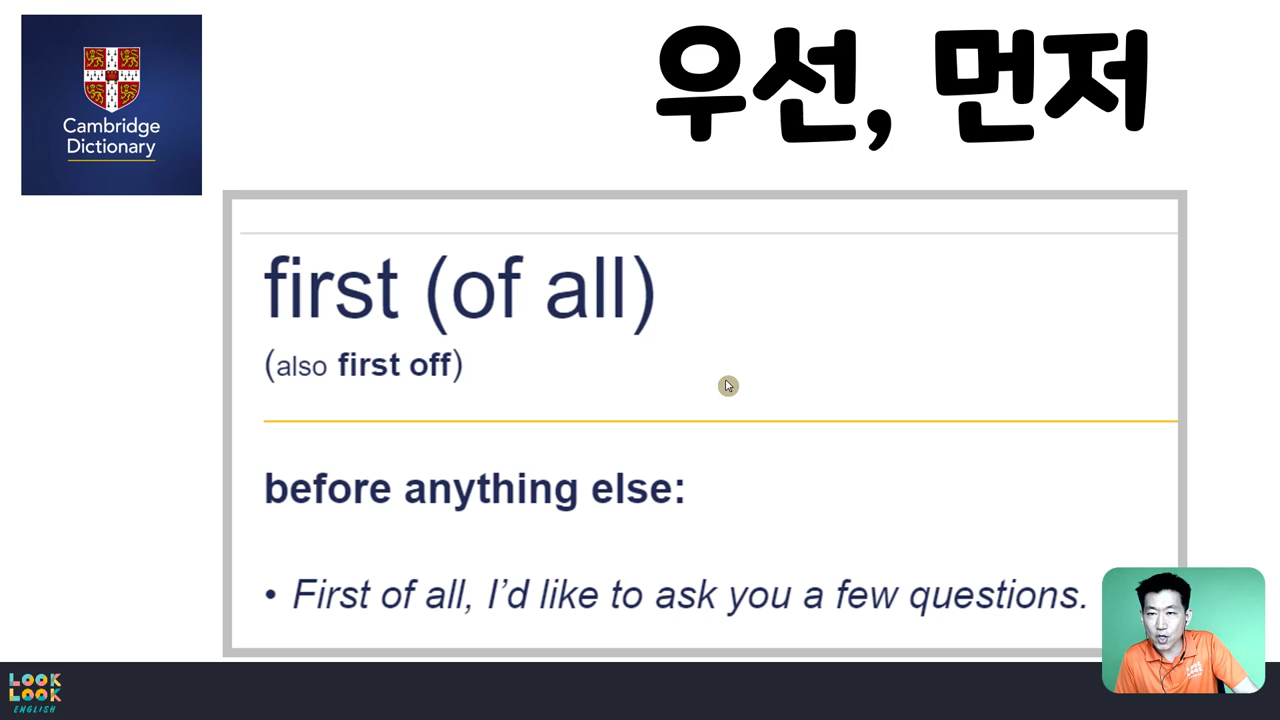 Cambridge
Dictionary
우선, 먼저
first (of all)
(also first off)
before anything else:
• First of all, I'd like to ask you a few questions.
LOOK
LOOK
ENGLISH